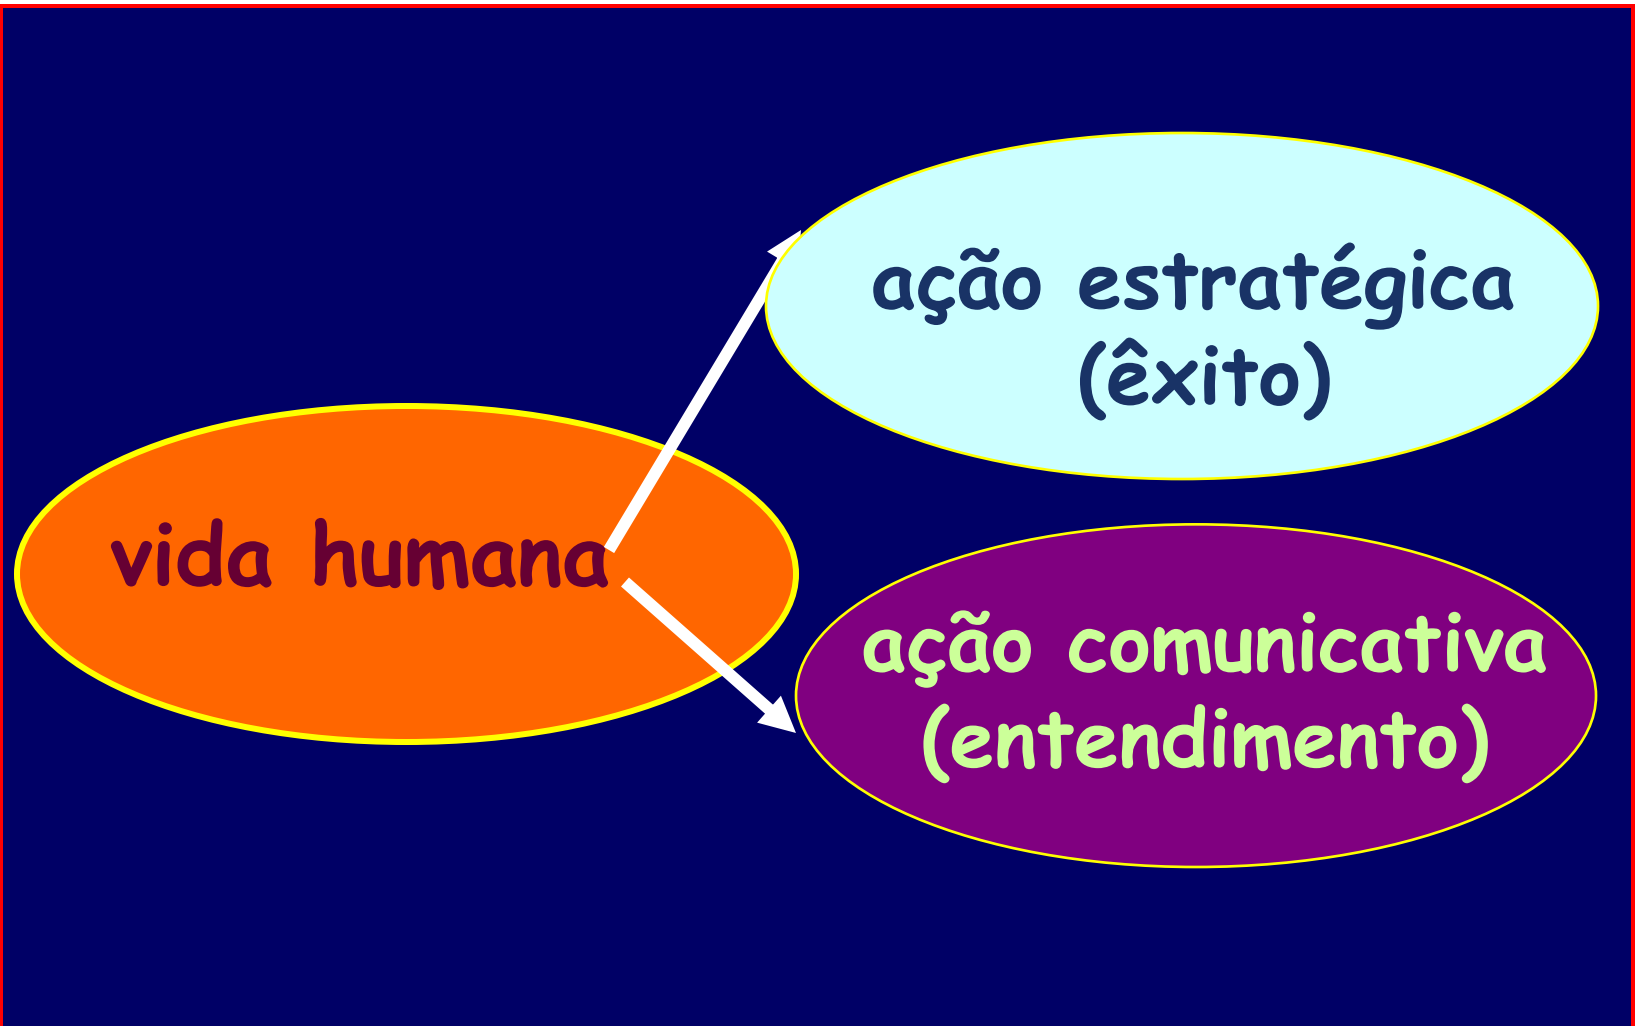 vida humana
ação estratégica
(êxito)
ação comunicativa
(entendimento)